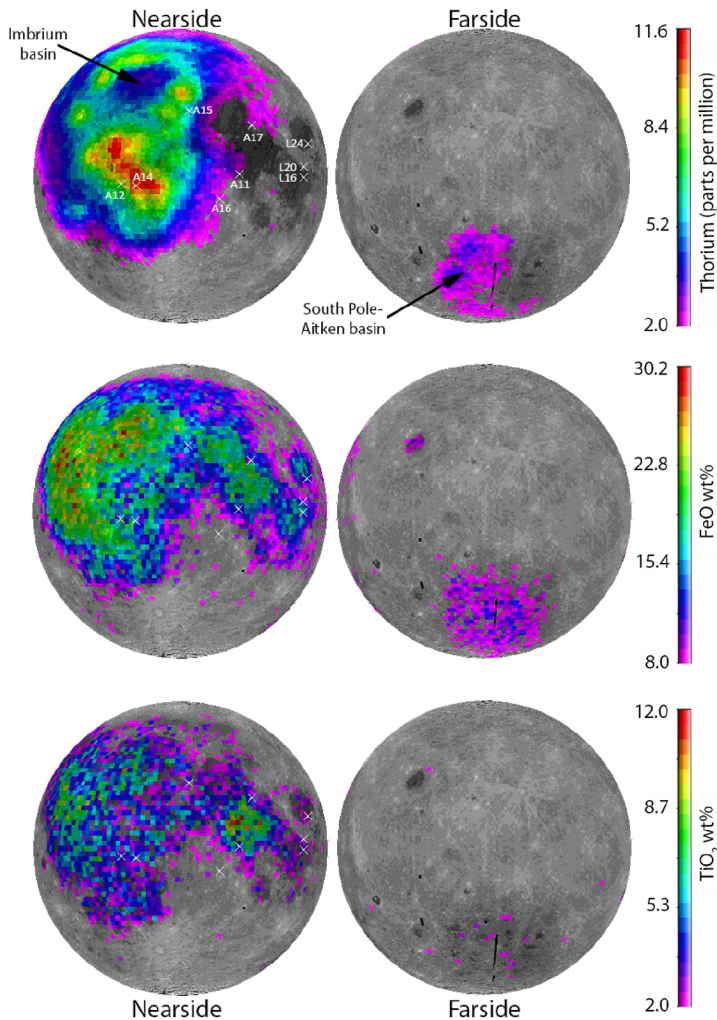 Nearside
Farside
Imbrium
basin
11.6
8.4
5.2
2.0
Thorium (parts per million)
A15
A17
L24
L20
L16
A14
A12
A11
A16
South Pole-
Aitken basin
30.2
22.8
15.4
8.0
FeO wt%
12.0
8.7
5.3
2.0
TiO₂ wt%
Nearside
Farside